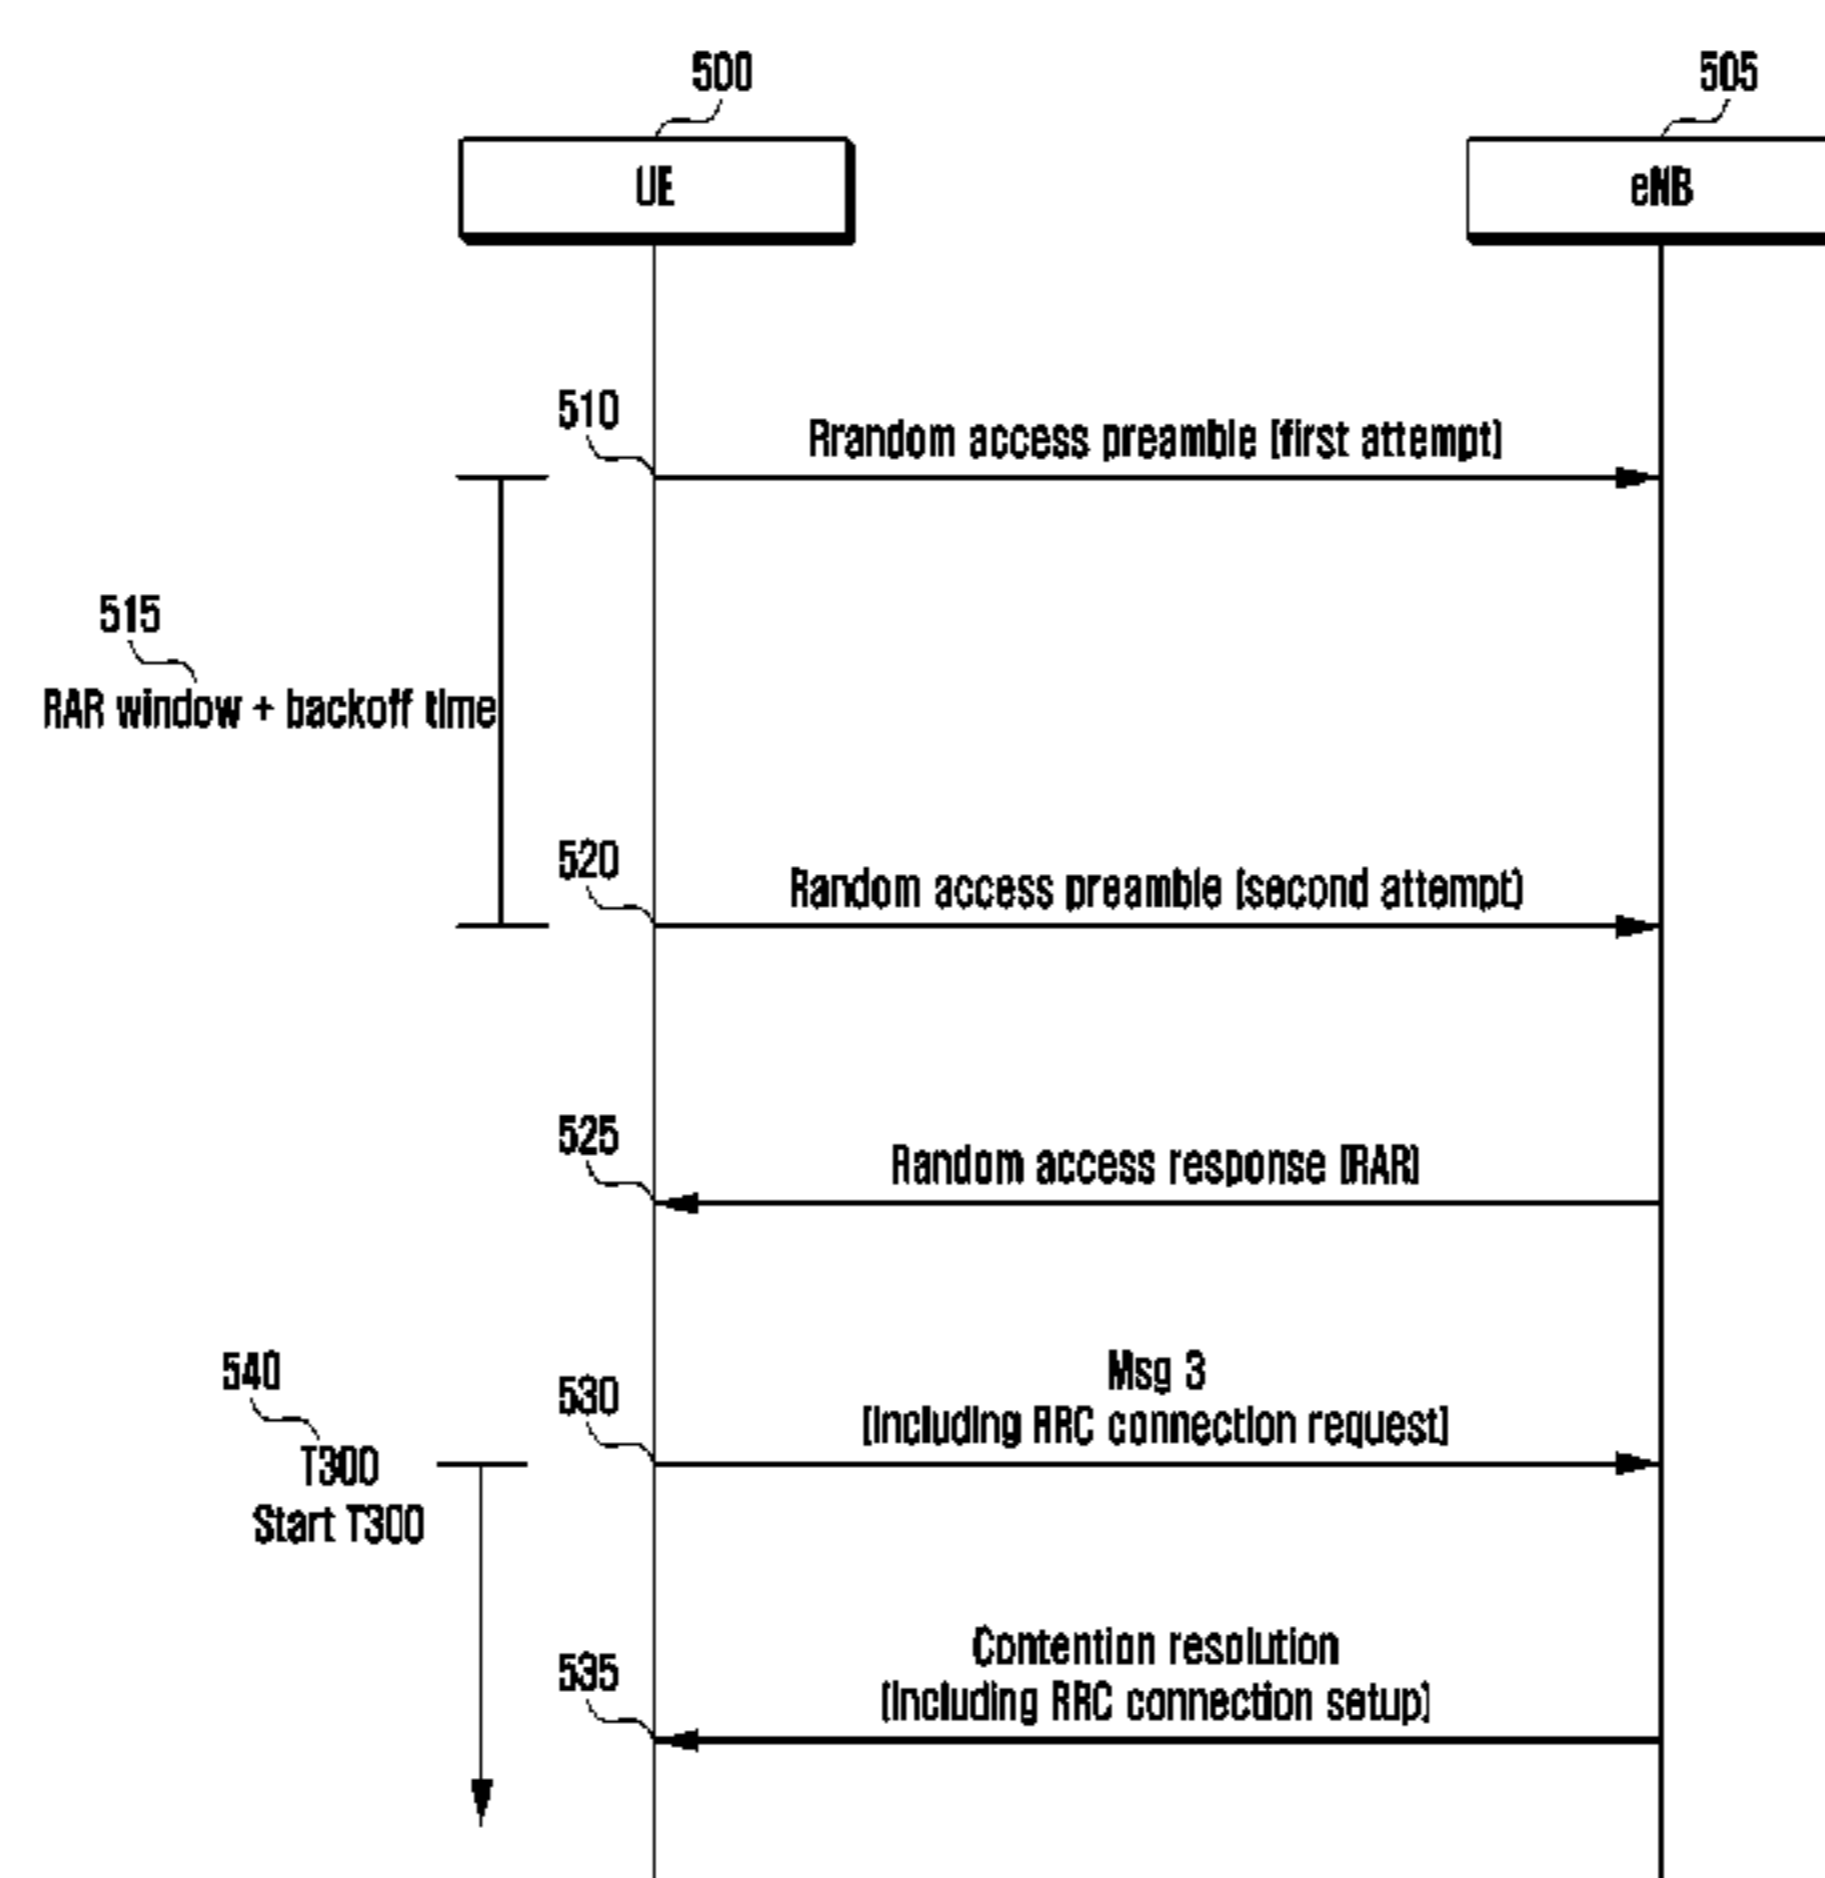 500
505
UE
eNB
510
Rrandom access preamble (first attempt)
515
RAR window + backoff time
520
Random access preamble (second attempt)
525
Random access response (RAR)
540
530
Msg 3
(including RRC connection request)
T300
Start T300
535
Contention resolution
(including RRC connection setup)